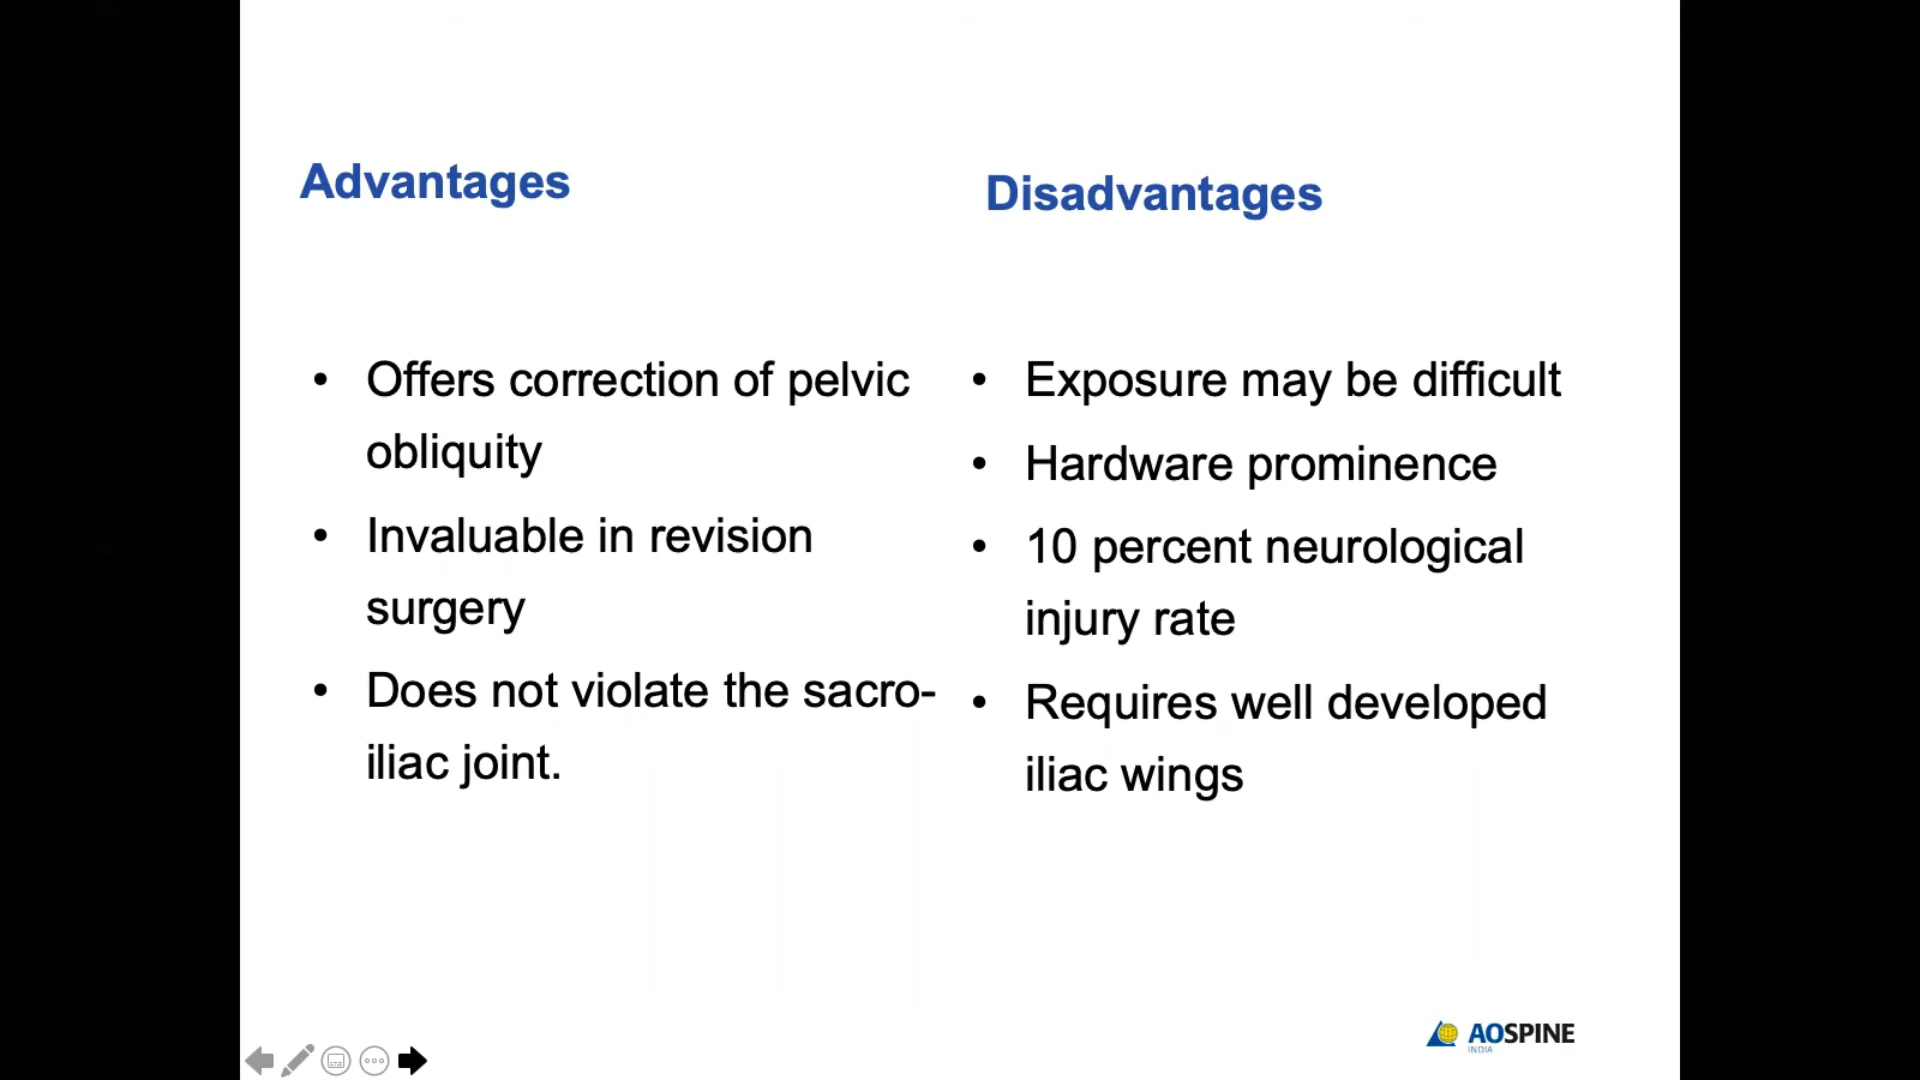 Advantages
Disadvantages
• Offers correction of pelvic
obliquity
• Invaluable in revision
surgery
• Does not violate the sacro-
iliac joint.
• Exposure may be difficult
• Hardware prominence
• 10 percent neurological
injury rate
• Requires well developed
iliac wings
AOSPINE
INDIA